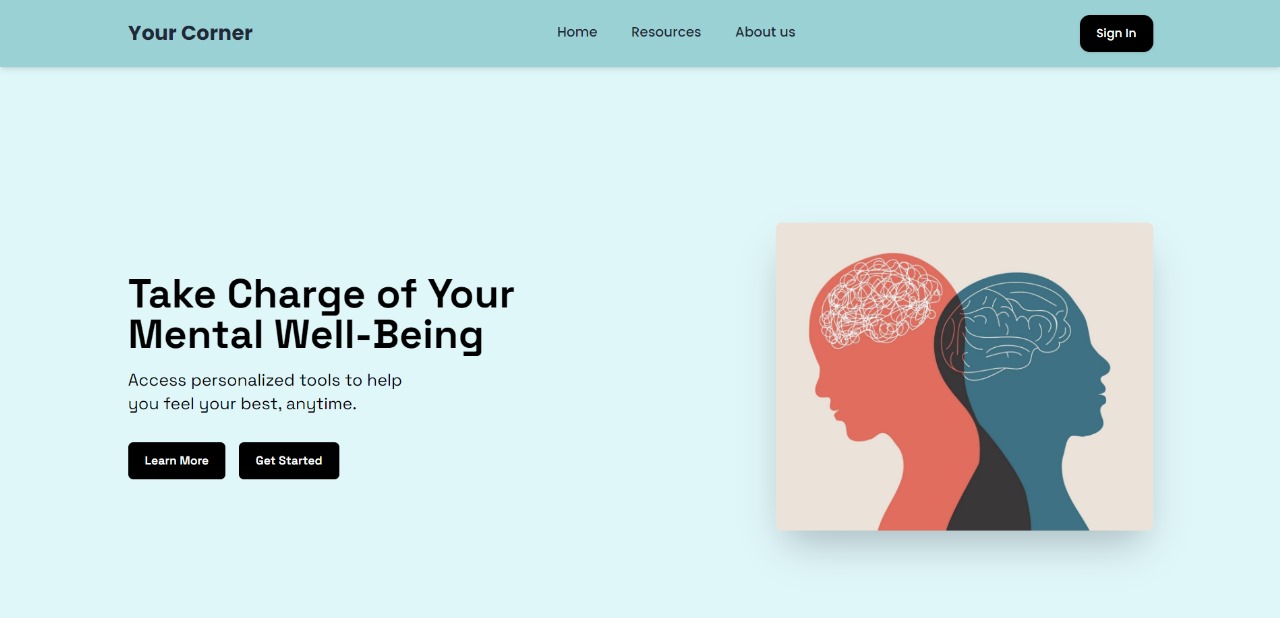 Your Corner
Home
Resources
About us
Sign In
Take Charge of Your
Mental Well-Being
Access personalized tools to help
you feel your best, anytime.
Learn More
Get Started